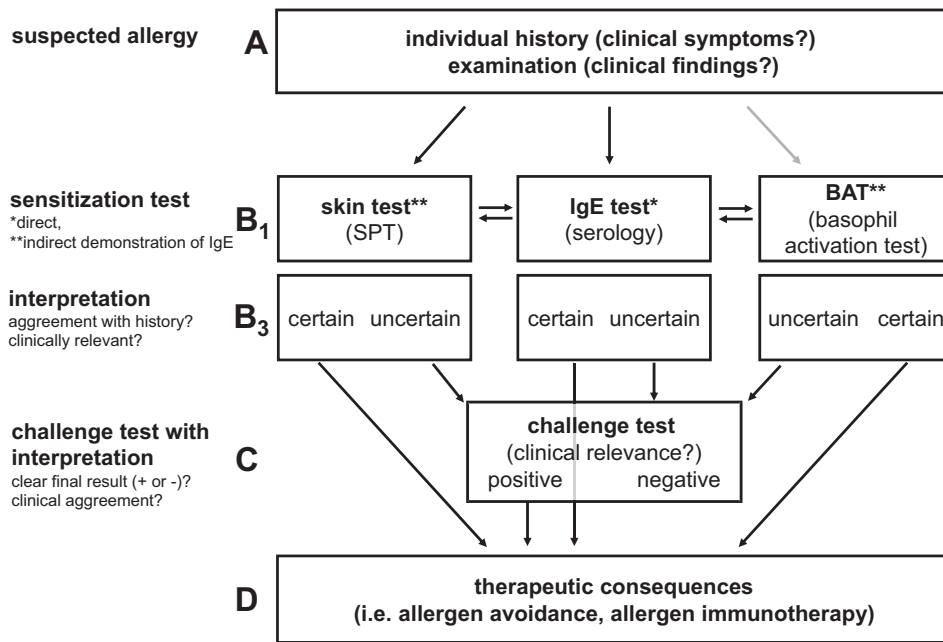 suspected allergy
A
individual history (clinical symptoms?)
examination (clinical findings?)
sensitization test
*direct,
**indirect demonstration of IgE
B1
skin test**
(SPT)
IgE test*
(serology)
BAT**
(basophil
activation test)
interpretation
aggreement with history?
clinically relevant?
B3
certain uncertain
certain uncertain
uncertain certain
challenge test with
interpretation
clear final result (+ or -)?
clinical aggreement?
C
challenge test
(clinical relevance?)
positive negative
D
therapeutic consequences
(i.e. allergen avoidance, allergen immunotherapy)